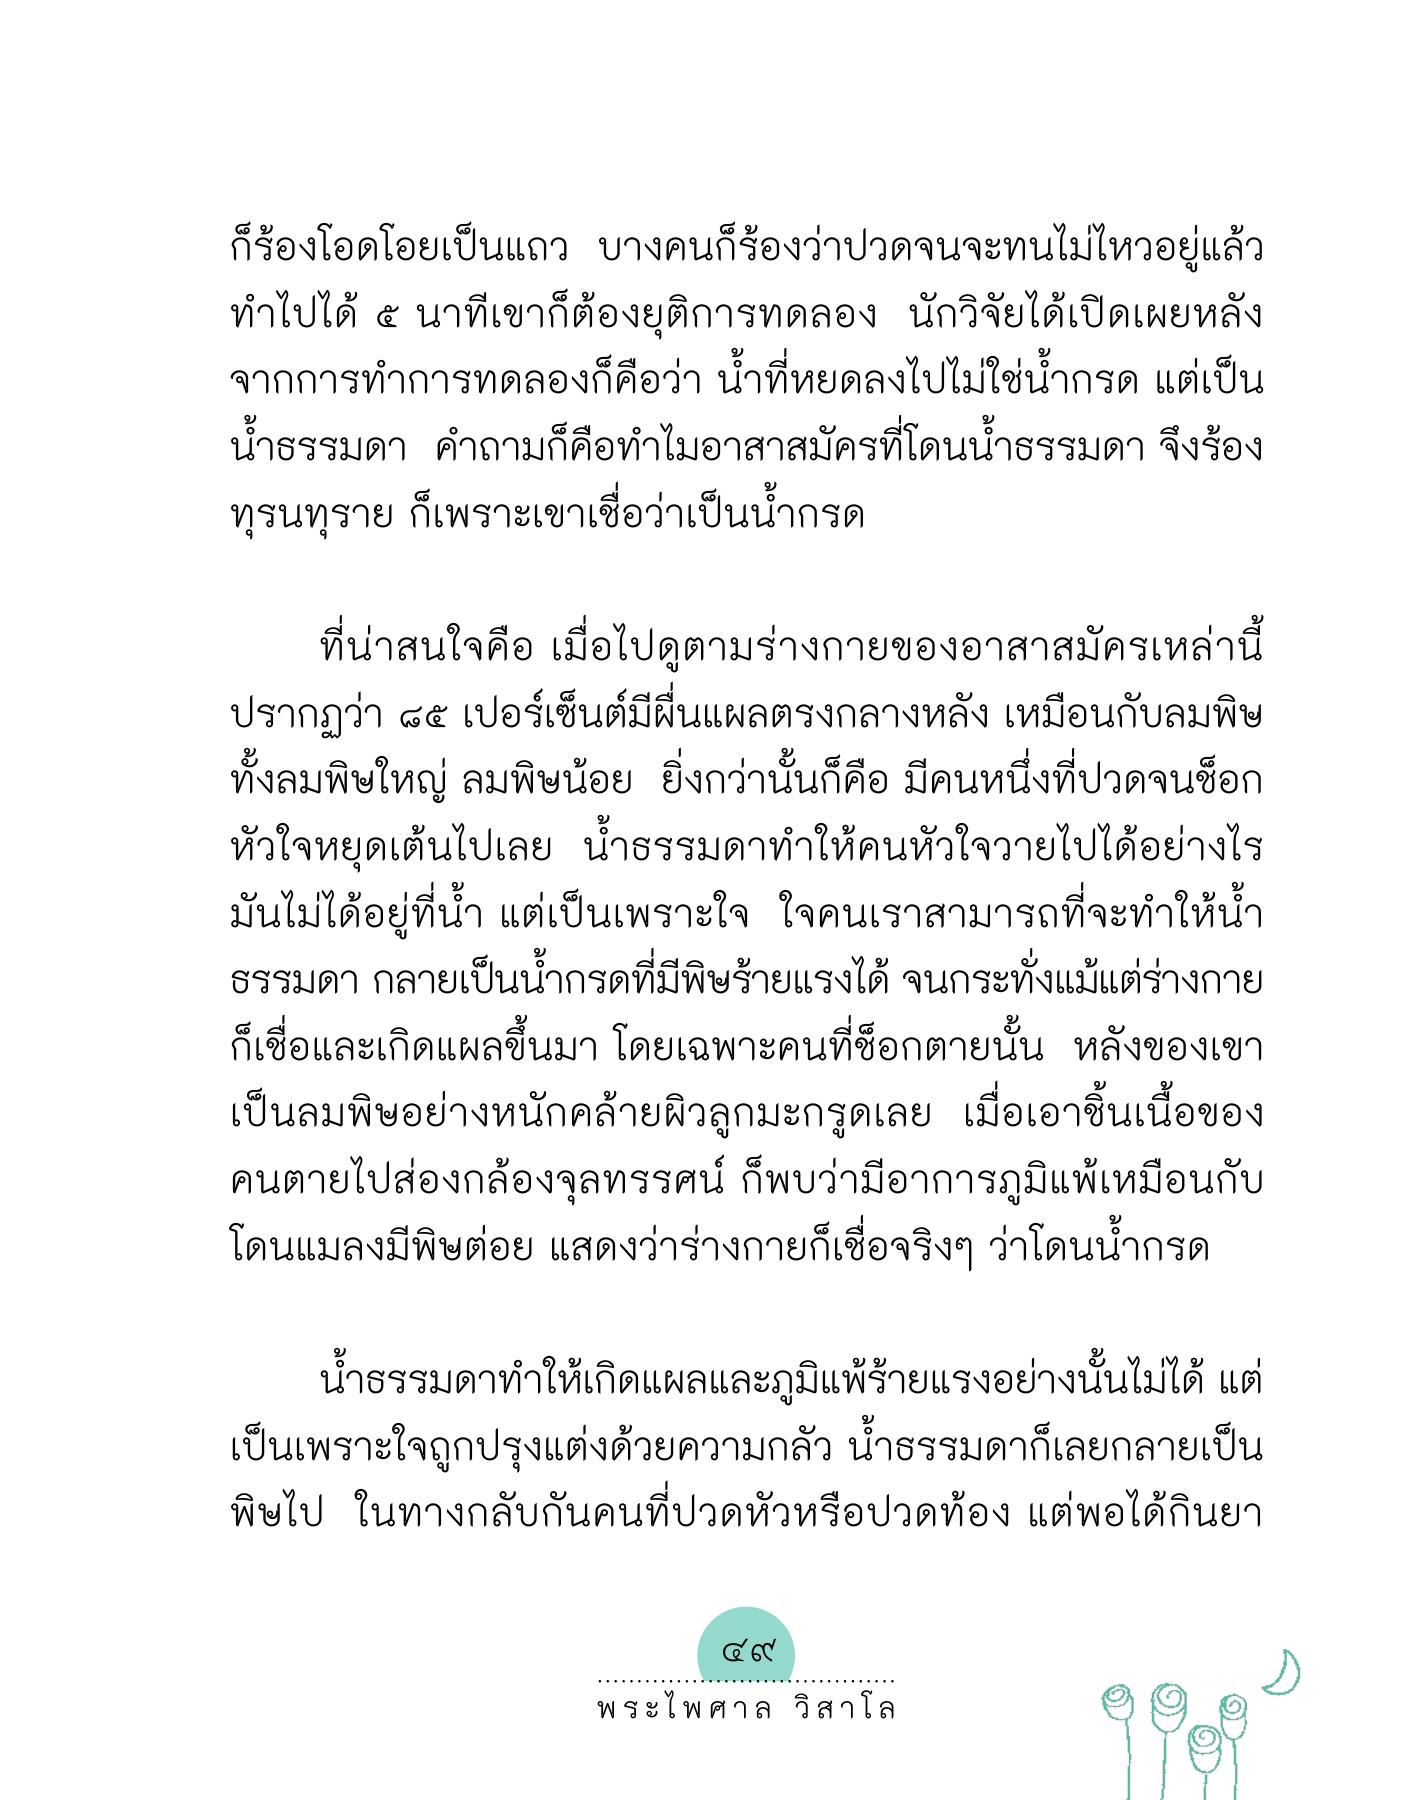 ก็ร้องโอดโอยเป็นแถว บางคนก็ร้องว่าปวดจนจะทนไม่ไหวอยู่แล้ว
ทำไปได้ ๕ นาทีเขาก็ต้องยุติการทดลอง นักวิจัยได้เปิดเผยหลัง
จากการทำการทดลองก็คือว่า น้ำที่หยดลงไปไม่ใช่น้ำกรด แต่เป็น
น้ำธรรมดา คำถามก็คือทำไมอาสาสมัครที่โดนน้ำธรรมดา จึงร้อง
ทุรนทุราย ก็เพราะเขาเชื่อว่าเป็นน้ำกรด
ที่น่าสนใจคือ เมื่อไปดูตามร่างกายของอาสาสมัครเหล่านี้
ปรากฏว่า ๘๕ เปอร์เซ็นต์มีผื่นแผลตรงกลางหลัง เหมือนกับลมพิษ
ทั้งลมพิษใหญ่ ลมพิษน้อย ยิ่งกว่านั้นก็คือ มีคนหนึ่งที่ปวดจนช็อก
หัวใจหยุดเต้นไปเลย น้ำธรรมดาทำให้คนหัวใจวายไปได้อย่างไร
มันไม่ได้อยู่ที่น้ำ แต่เป็นเพราะใจ ใจคนเราสามารถที่จะทำให้น้ำ
ธรรมดา กลายเป็นน้ำกรดที่มีพิษร้ายแรงได้ จนกระทั่งแม้แต่ร่างกาย
ก็เชื่อและเกิดแผลขึ้นมา โดยเฉพาะคนที่ช็อกตายนั้น หลังของเขา
เป็นลมพิษอย่างหนักคล้ายผิวลูกมะกรูดเลย เมื่อเอาชิ้นเนื้อของ
คนตายไปส่องกล้องจุลทรรศน์ ก็พบว่ามีอาการภูมิแพ้เหมือนกับ
โดนแมลงมีพิษต่อย แสดงว่าร่างกายก็เชื่อจริงๆ ว่าโดนน้ำกรด
น้ำธรรมดาทำให้เกิดแผลและภูมิแพ้ร้ายแรงอย่างนั้นไม่ได้ แต่
เป็นเพราะใจถูกปรุงแต่งด้วยความกลัว น้ำธรรมดาก็เลยกลายเป็น
พิษไป ในทางกลับกันคนที่ปวดหัวหรือปวดท้อง แต่พอได้กินยา
๔๙
พระไพศาล วิสาโล